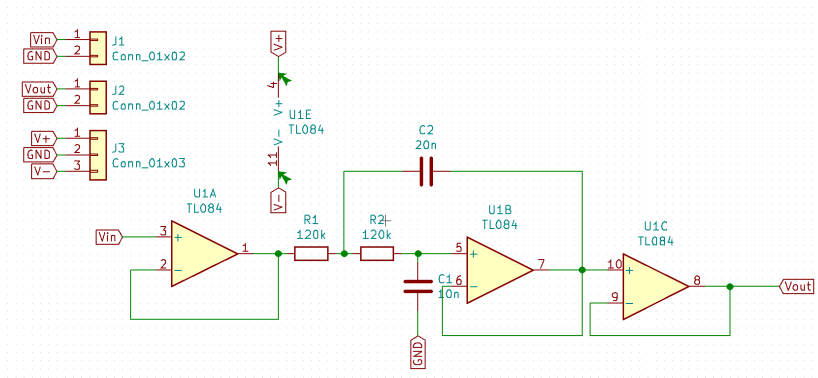 Vin 1 J1
GND 2 Conn_01x02
Vout 1 J2
GND 2 Conn_01x02
V+ 1
GND 2 J3
V- 3 Conn_01x03
V+
4
V+
U1E
TL084
V-
11
V-
C2
20n
U1A
TL084
Vin 3 + 1
2 -
R1
120k
R2
120k
C1
10n
GND
U1B
TL084
5 + 7
6 -
U1C
TL084
10 + 8
9 -
Vout